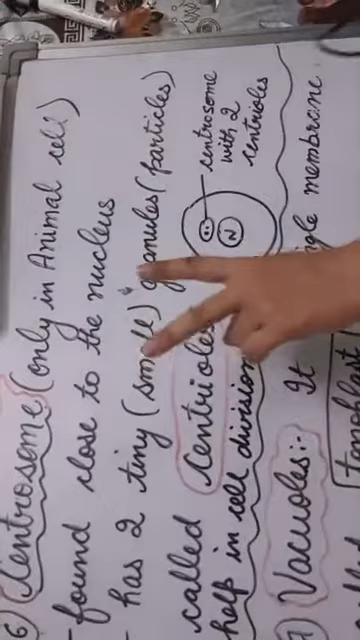 6) Centrosome (only in Animal cell)
- found close to the nucleus
- has 2 tiny (small) granules (particles)
called Centrioles
help in cell division
centrosome
with 2
centrioles
N
7) Vacuoles:- It membrane
tonoplast